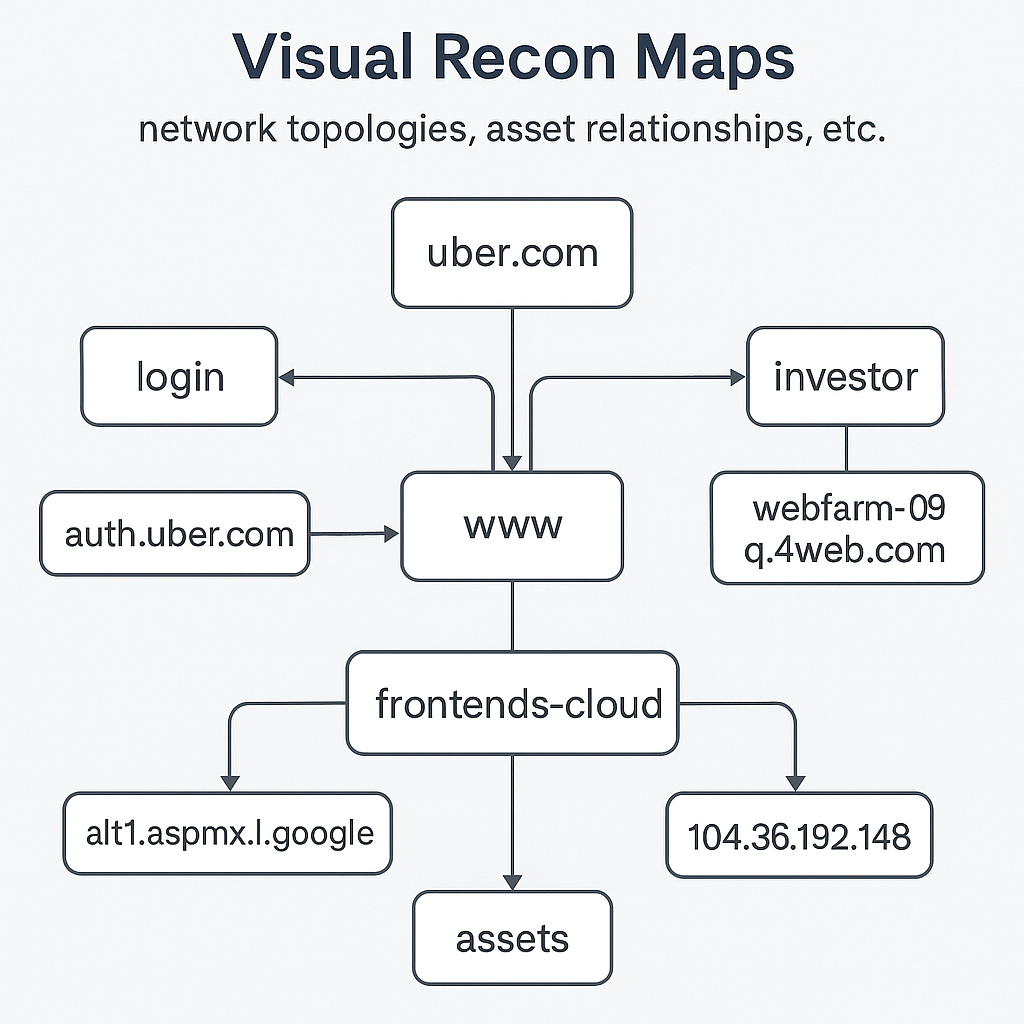 Visual Recon Maps
network topologies, asset relationships, etc.
uber.com
login
investor
auth.uber.com
www
webfarm-09
q.4web.com
frontends-cloud
alt1.aspmx.l.google
104.36.192.148
assets